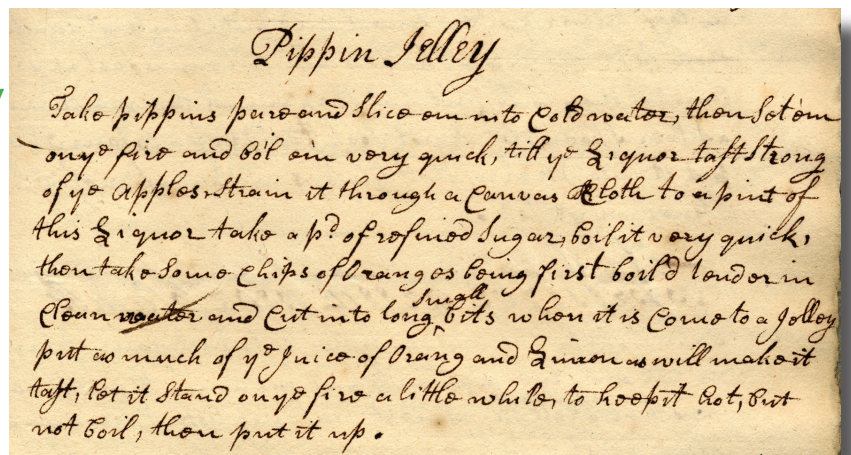 Pippin Jelley
Take pippins pare and Slice em into Cold water, then Set em
on ye fire and boil em very quick, till ye Liquor tast Strong
of ye Apples, Strain it through a Canvas Cloth to a pint of
this Liquor take a pd of refined Sugar, boil it very quick,
then take Some Chips of Oranges being first boild tender in
Clean water and Cut into long small bits when it is Come to a Jelley
put as much of ye Juice of Orang and Limon as will make it
tast, let it Stand on ye fire a little while, to keep it hot, but
not boil, then put it up.